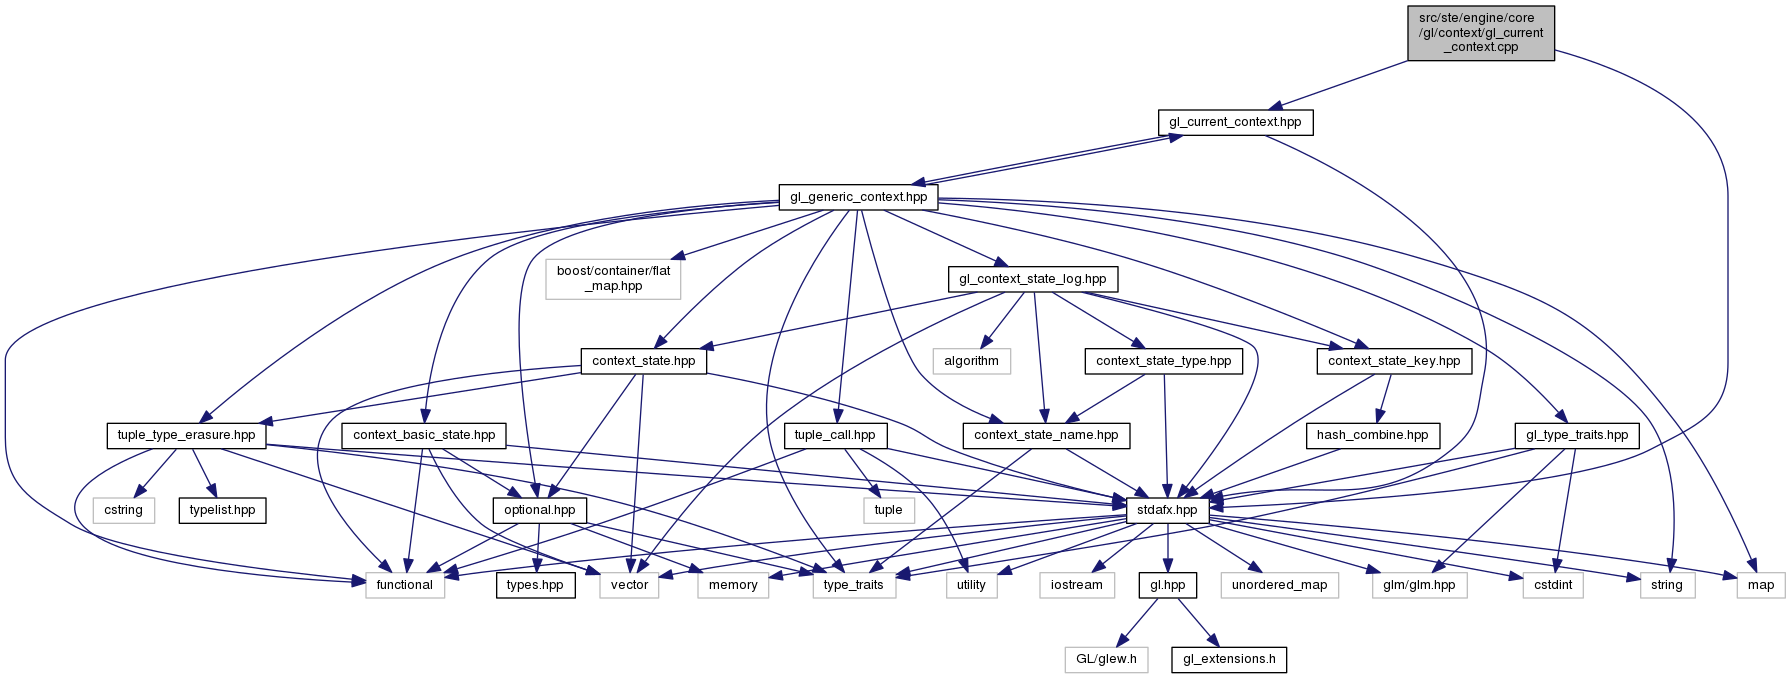 src/ste/engine/core
/gl/context/gl_current
_context.cpp
gl_current_context.hpp
gl_generic_context.hpp
boost/container/flat
_map.hpp
gl_context_state_log.hpp
context_state.hpp
algorithm
context_state_type.hpp
context_state_key.hpp
tuple_type_erasure.hpp
context_basic_state.hpp
tuple_call.hpp
context_state_name.hpp
hash_combine.hpp
gl_type_traits.hpp
cstring
typelist.hpp
optional.hpp
tuple
stdafx.hpp
functional
types.hpp
vector
memory
type_traits
utility
iostream
gl.hpp
unordered_map
glm/glm.hpp
cstdint
string
map
GL/glew.h
gl_extensions.h